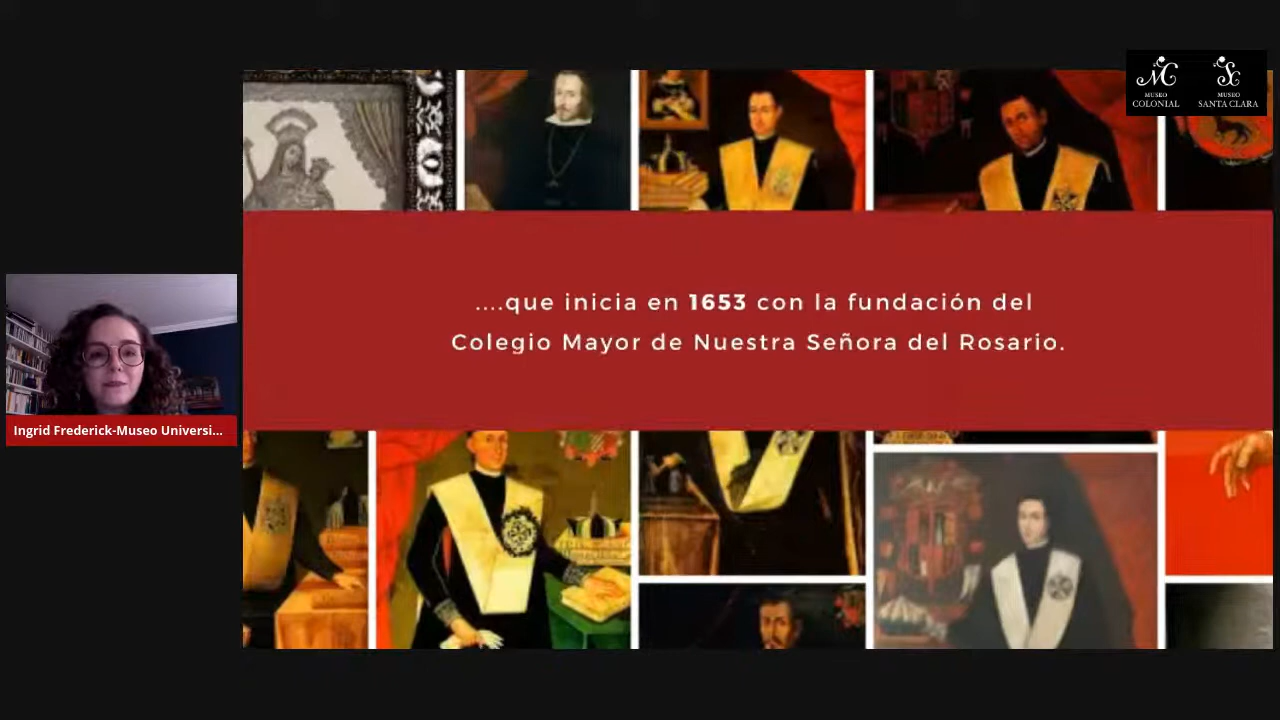 MUSEO
COLONIAL
MUSEO
SANTA CLARA
....que inicia en 1653 con la fundación del
Colegio Mayor de Nuestra Señora del Rosario.
Ingrid Frederick-Museo Universi...